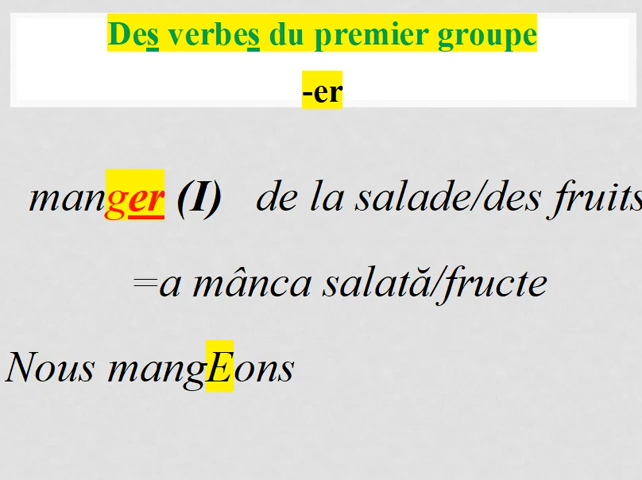 Des verbes du premier groupe
-er
manger (I) de la salade/des fruits
=a mânca salată/fructe
Nous mangEons